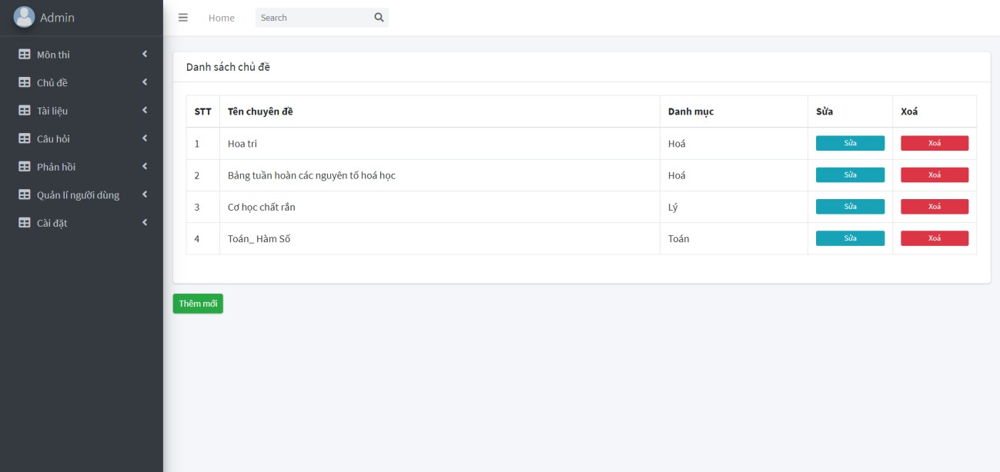 Admin
Home
Search
Môn thi
Chủ đề
Tài liệu
Câu hỏi
Phản hồi
Quản lí người dùng
Cài đặt
Danh sách chủ đề
STT Tên chuyên đề Danh mục Sửa Xoá
1 Hoa tri Hoá Sửa Xoá
2 Bảng tuần hoàn các nguyên tố hoá học Hoá Sửa Xoá
3 Cơ học chất rắn Lý Sửa Xoá
4 Toán_ Hàm Số Toán Sửa Xoá
Thêm mới